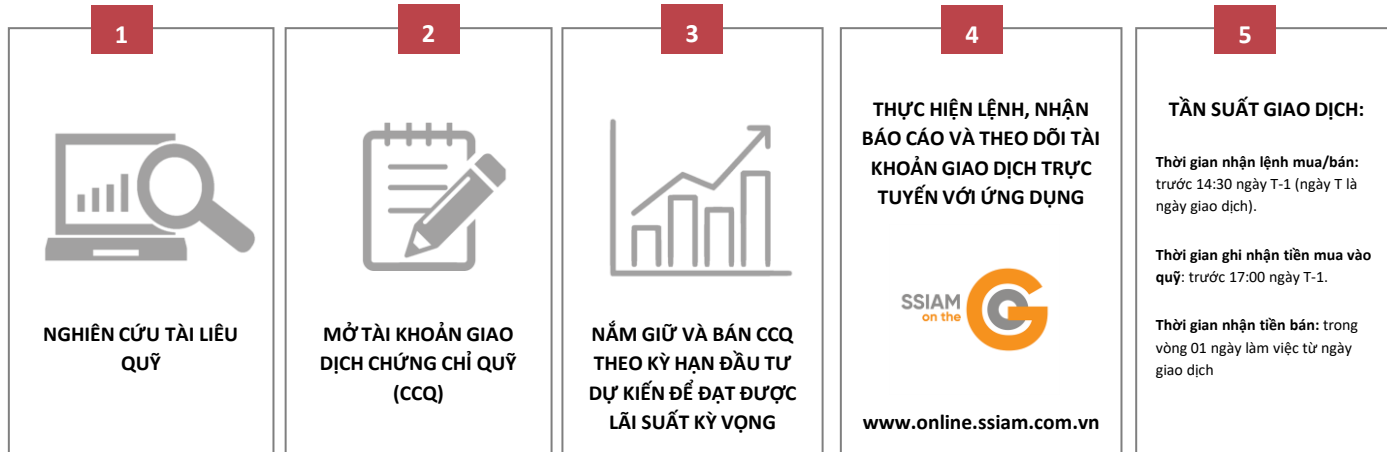 1
NGHIÊN CỨU TÀI LIÊU
QUỸ
2
MỞ TÀI KHOẢN GIAO
DỊCH CHỨNG CHỈ QUỸ
(CCQ)
3
NẮM GIỮ VÀ BÁN CCQ
THEO KỲ HẠN ĐẦU TƯ
DỰ KIẾN ĐỂ ĐẠT ĐƯỢC
LÃI SUẤT KỲ VỌNG
4
THỰC HIỆN LỆNH, NHẬN
BÁO CÁO VÀ THEO DÕI TÀI
KHOẢN GIAO DỊCH TRỰC
TUYẾN VỚI ỨNG DỤNG
SSIAM
on the
G
www.online.ssiam.com.vn
5
TẦN SUẤT GIAO DỊCH:
Thời gian nhận lệnh mua/bán:
trước 14:30 ngày T-1 (ngày T là
ngày giao dịch).
Thời gian ghi nhận tiền mua vào
quỹ: trước 17:00 ngày T-1.
Thời gian nhận tiền bán: trong
vòng 01 ngày làm việc từ ngày
giao dịch